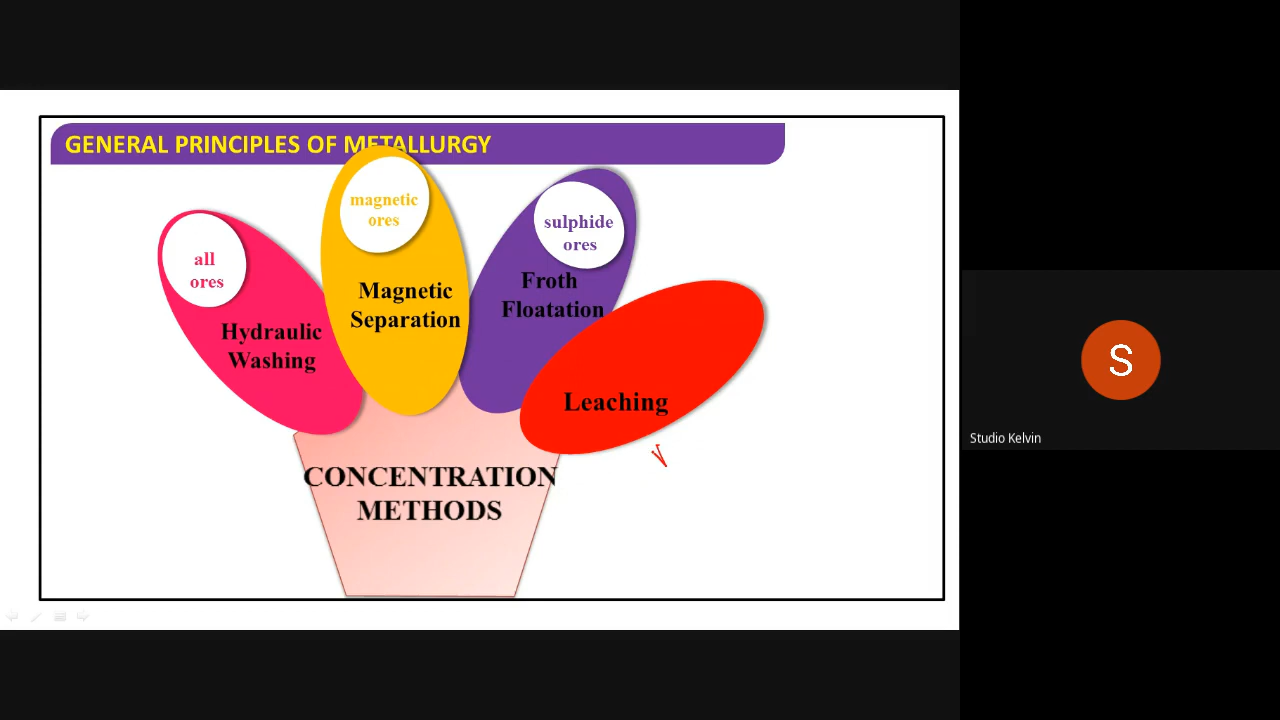 GENERAL PRINCIPLES OF METALLURGY
all
ores
Hydraulic
Washing
magnetic
ores
Magnetic
Separation
sulphide
ores
Froth
Floatation
Leaching
CONCENTRATION
METHODS
S
Studio Kelvin